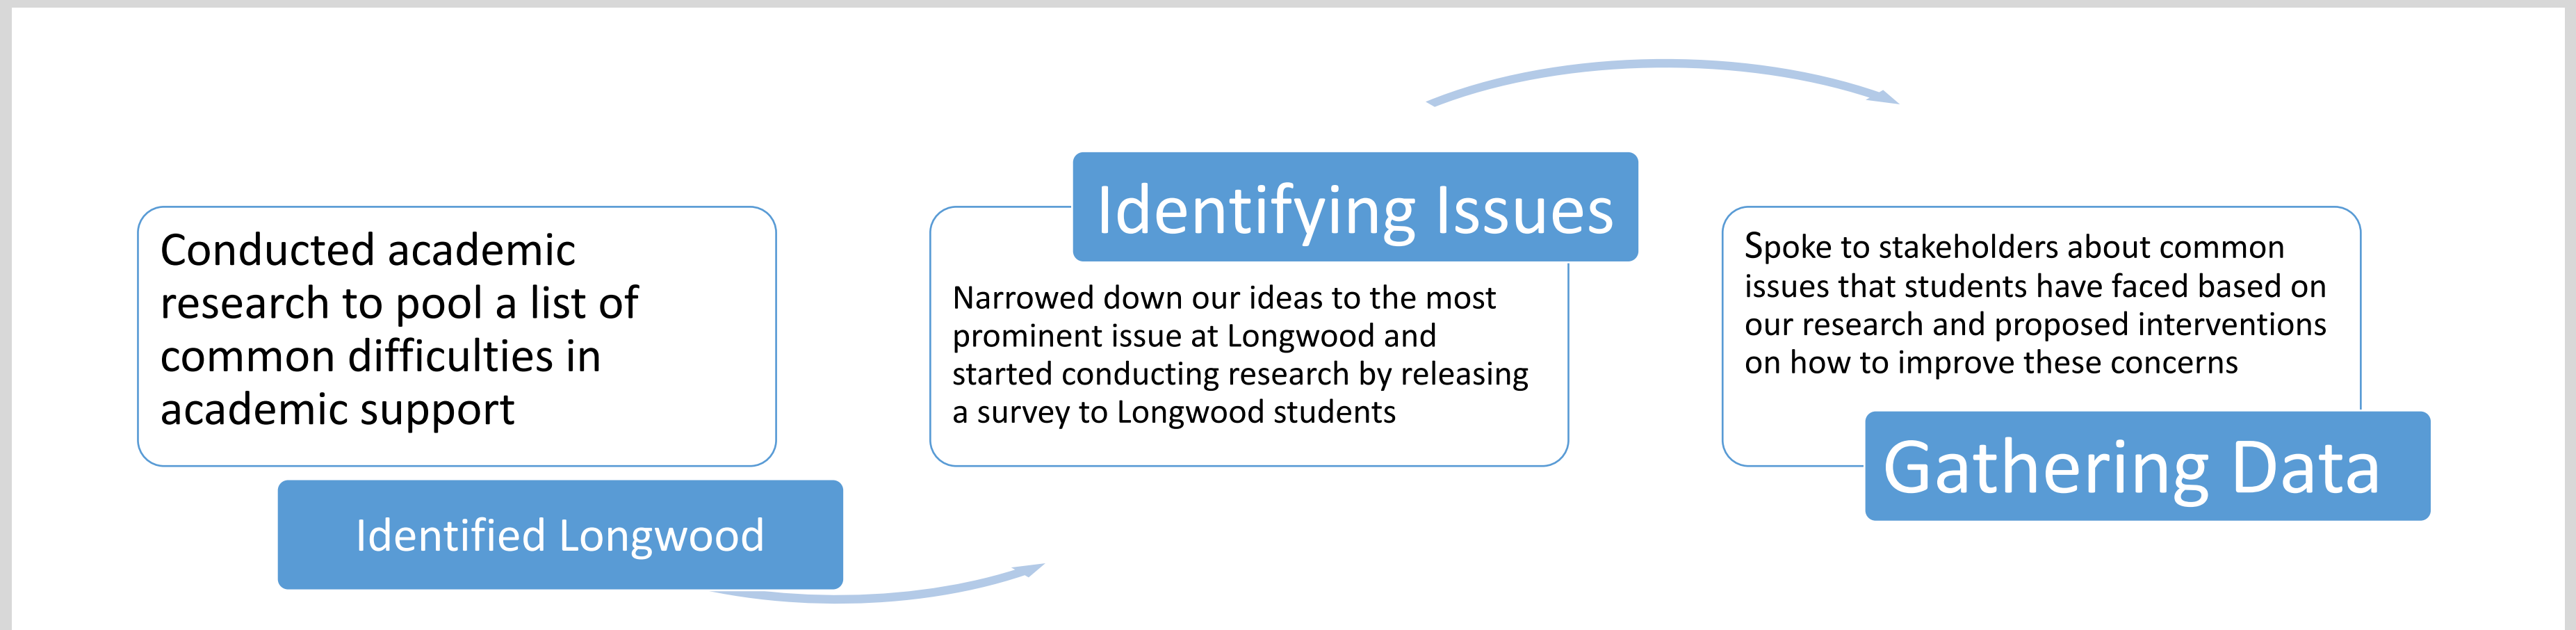 Conducted academic
research to pool a list of
common difficulties in
academic support
Identified Longwood
Identifying Issues
Narrowed down our ideas to the most
prominent issue at Longwood and
started conducting research by releasing
a survey to Longwood students
Spoke to stakeholders about common
issues that students have faced based on
our research and proposed interventions
on how to improve these concerns
Gathering Data